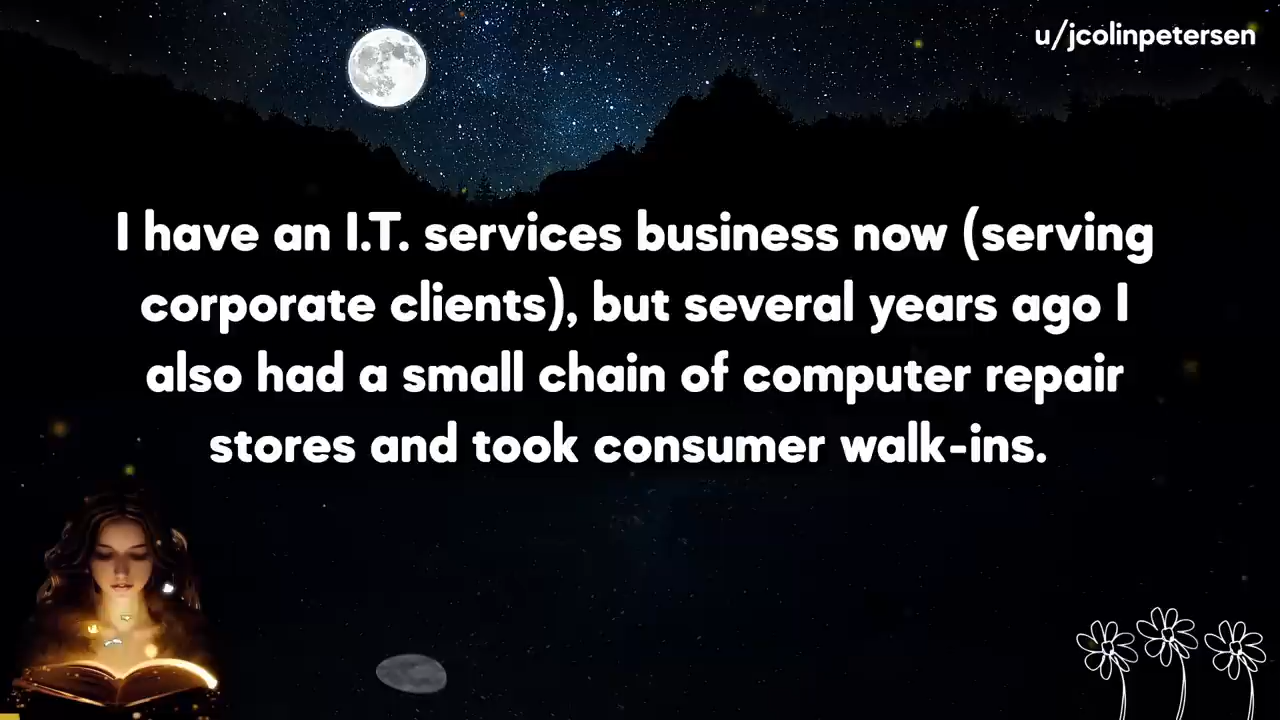 u/jcolinpetersen
I have an I.T. services business now (serving
corporate clients), but several years ago I
also had a small chain of computer repair
stores and took consumer walk-ins.